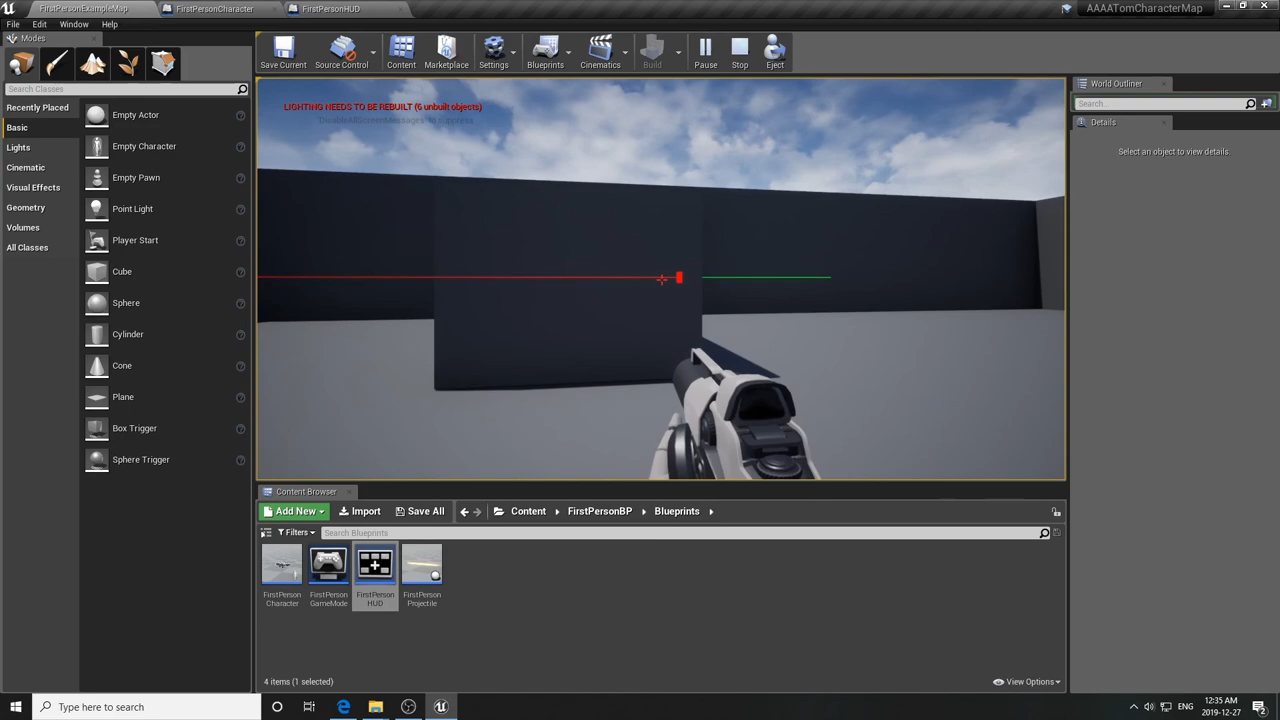 FirstPersonExampleMap
FirstPersonCharacter
FirstPersonHUD
AAAATomCharacterMap
File Edit Window Help
Modes
Search Classes
Recently Placed
Basic
Lights
Cinematic
Visual Effects
Geometry
Volumes
All Classes
Empty Actor
Empty Character
Empty Pawn
Point Light
Player Start
Cube
Sphere
Cylinder
Cone
Plane
Box Trigger
Sphere Trigger
Save Current
Source Control
Content
Marketplace
Settings
Blueprints
Cinematics
Build
Pause
Stop
Eject
LIGHTING NEEDS TO BE REBUILT (6 unbuilt objects)
'DisableAllScreenMessages' to suppress
World Outliner
Search...
Details
Select an object to view details.
Content Browser
Add New
Import
Save All
Content
FirstPersonBP
Blueprints
Filters
Search Blueprints
FirstPerson
Character
FirstPerson
GameMode
FirstPerson
HUD
FirstPerson
Projectile
4 items (1 selected)
View Options
Type here to search
ENG
12:35 AM
2019-12-27
2